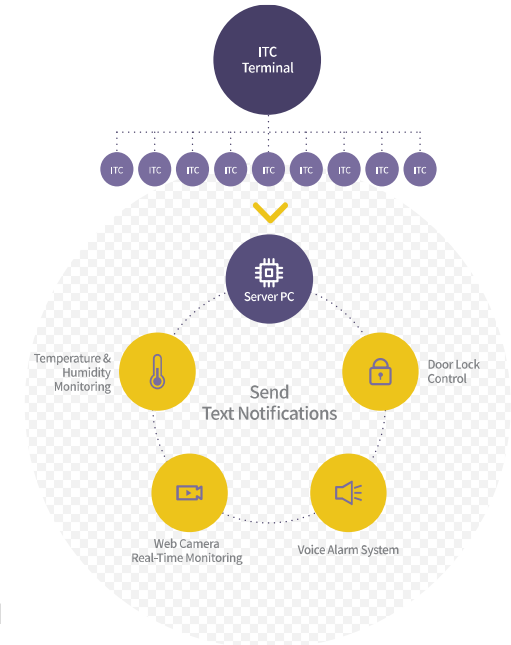 ITC
Terminal
ITC
ITC
ITC
ITC
ITC
ITC
ITC
ITC
ITC
Server PC
Temperature &
Humidity
Monitoring
Door Lock
Control
Send
Text Notifications
Web Camera
Real-Time Monitoring
Voice Alarm System